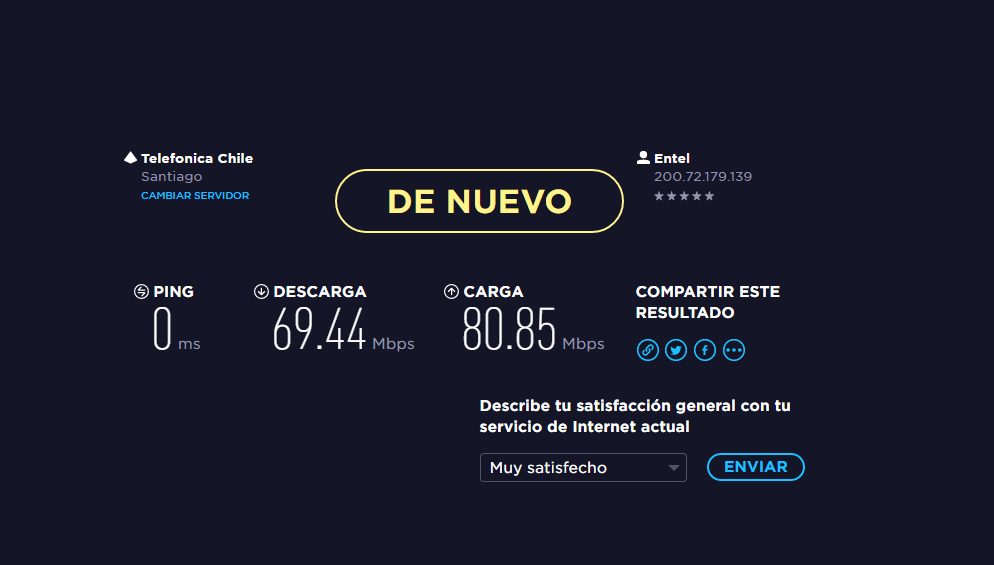 Telefonica Chile
Santiago
CAMBIAR SERVIDOR
DE NUEVO
Entel
200.72.179.139
PING
0 ms
DESCARGA
69.44 Mbps
CARGA
80.85 Mbps
COMPARTIR ESTE
RESULTADO
Describe tu satisfacción general con tu
servicio de Internet actual
Muy satisfecho
ENVIAR